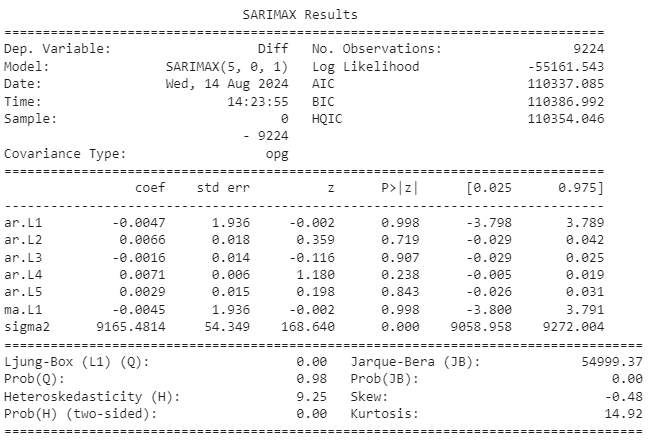 SARIMAX Results
==============================================================================
Dep. Variable: Diff No. Observations: 9224
Model: SARIMAX(5, 0, 1) Log Likelihood -55161.543
Date: Wed, 14 Aug 2024 AIC 110337.085
Time: 14:23:55 BIC 110386.992
Sample: 0 HQIC 110354.046
- 9224
Covariance Type: opg
==============================================================================
coef std err z P>|z| [0.025 0.975]
------------------------------------------------------------------------------
ar.L1 -0.0047 1.936 -0.002 0.998 -3.798 3.789
ar.L2 0.0066 0.018 0.359 0.719 -0.029 0.042
ar.L3 -0.0016 0.014 -0.116 0.907 -0.029 0.025
ar.L4 0.0071 0.006 1.180 0.238 -0.005 0.019
ar.L5 0.0029 0.015 0.198 0.843 -0.026 0.031
ma.L1 -0.0045 1.936 -0.002 0.998 -3.800 3.791
sigma2 9165.4814 54.349 168.640 0.000 9058.958 9272.004
===================================================================================
Ljung-Box (L1) (Q): 0.00 Jarque-Bera (JB): 54999.37
Prob(Q): 0.98 Prob(JB): 0.00
Heteroskedasticity (H): 9.25 Skew: -0.48
Prob(H) (two-sided): 0.00 Kurtosis: 14.92
===================================================================================